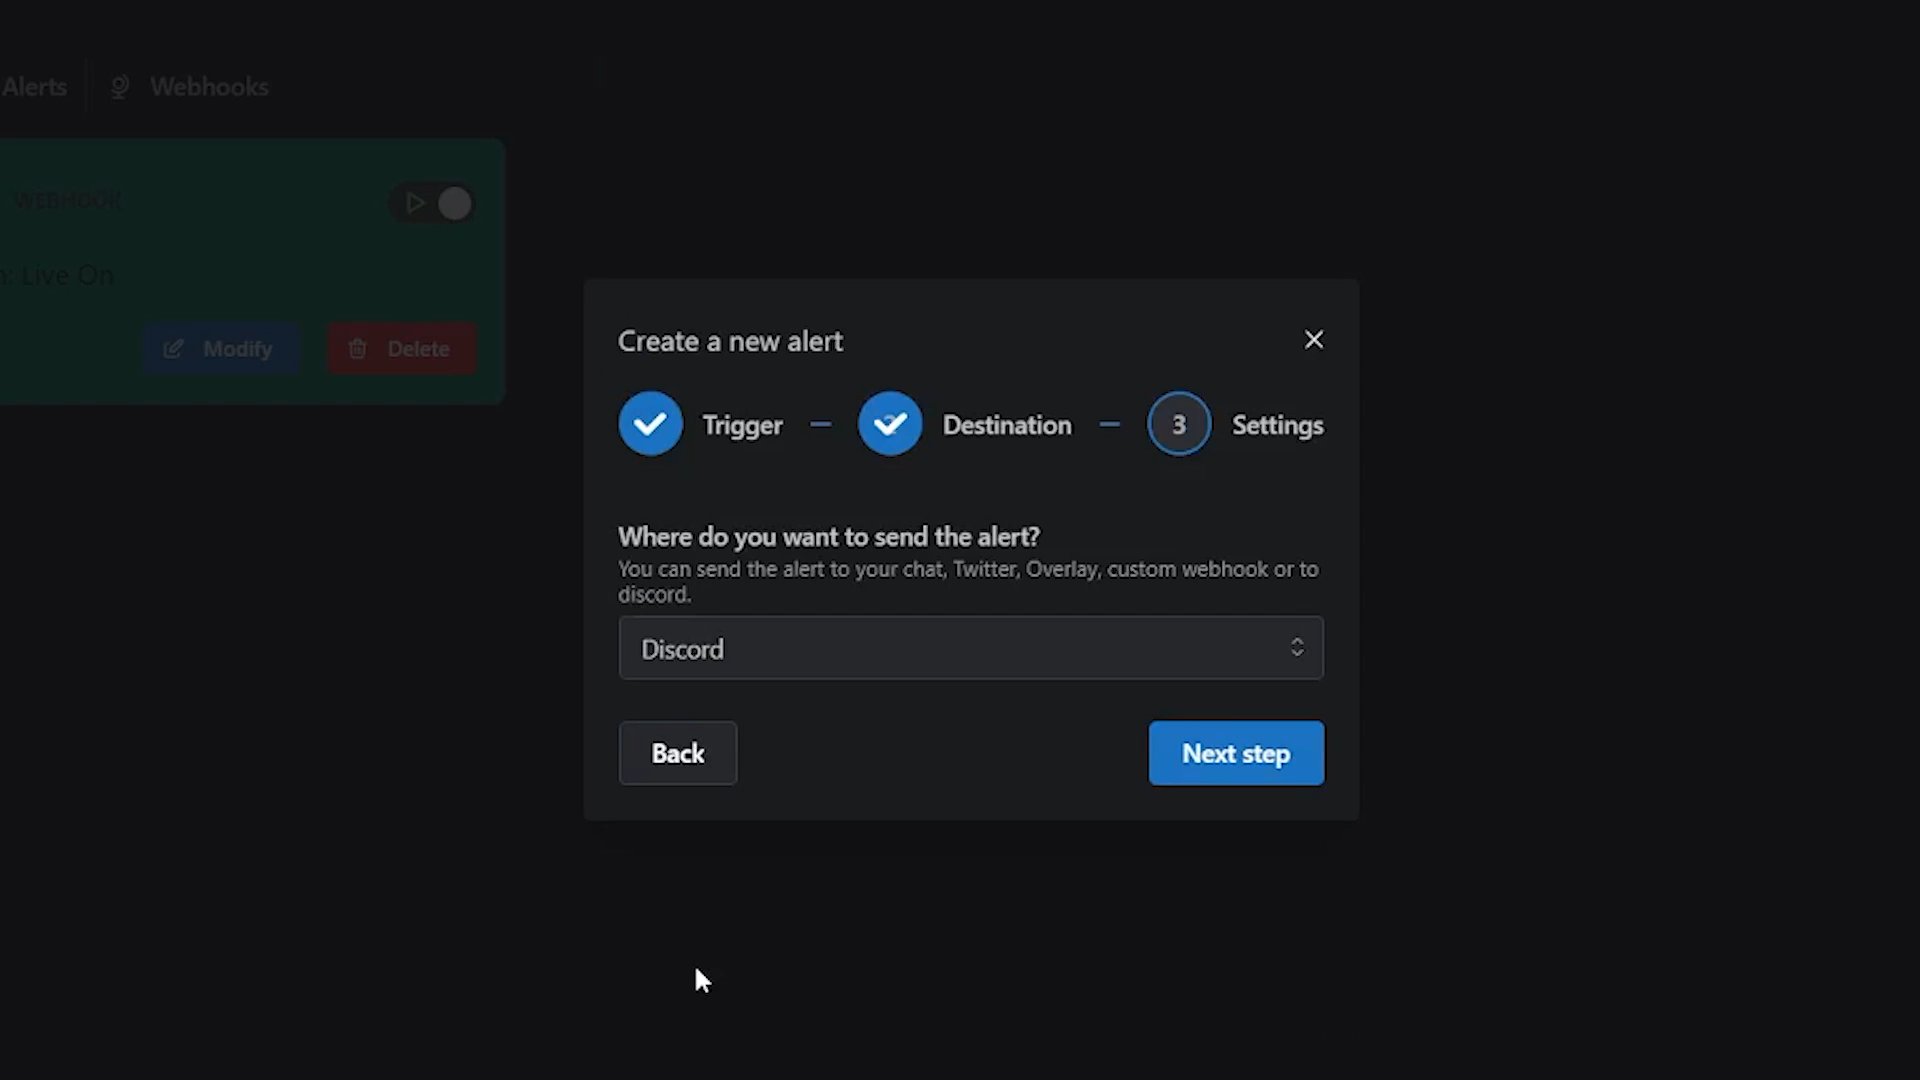 Alerts
Webhooks
WEBHOOK
n: Live On
Modify
Delete
Create a new alert
Trigger
Destination
3 Settings
Where do you want to send the alert?
You can send the alert to your chat, Twitter, Overlay, custom webhook or to
discord.
Discord
Back
Next step